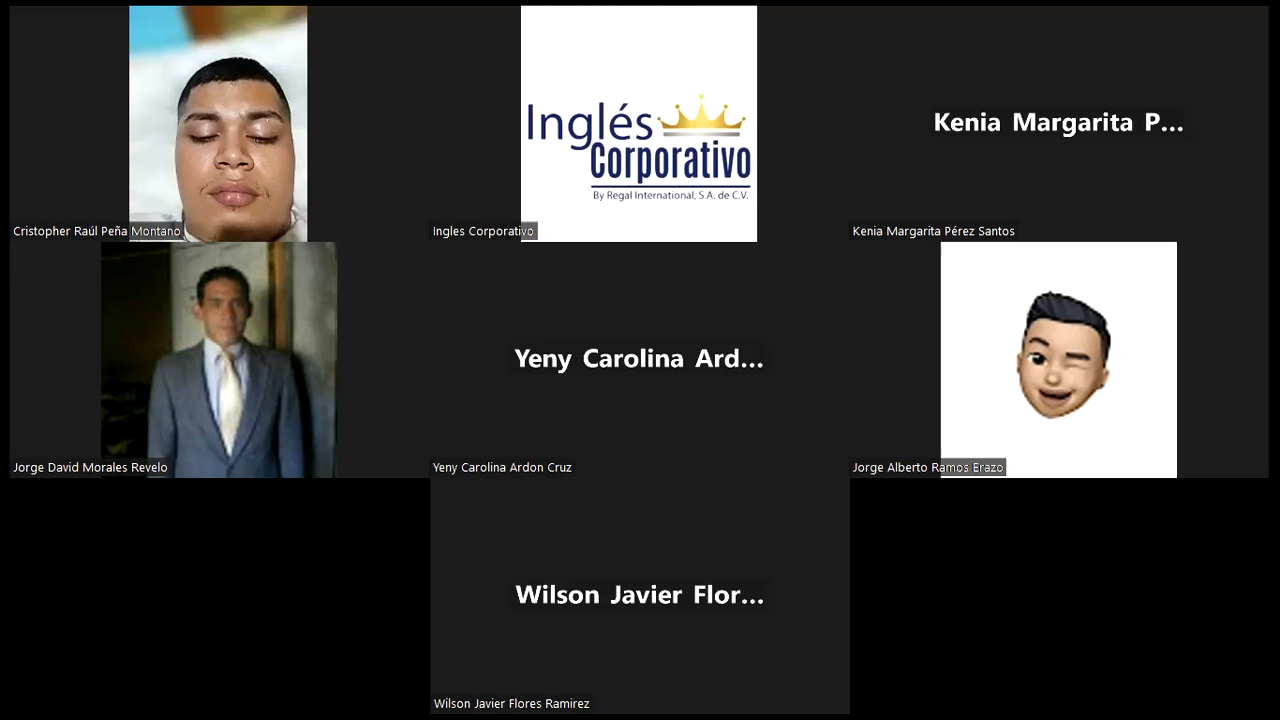 Cristopher Raúl Peña Montano
Inglés
Corporativo
By Regal International, S.A. de C.V.
Ingles Corporativo
Kenia Margarita P...
Kenia Margarita Pérez Santos
Jorge David Morales Revelo
Yeny Carolina Ard...
Yeny Carolina Ardon Cruz
Jorge Alberto Ramos Erazo
Wilson Javier Flor...
Wilson Javier Flores Ramirez